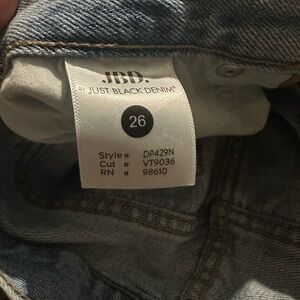 JBD.
BY JUST BLACK DENIM®
26
Style # DP429N
Cut # VT9036
RN # 98610